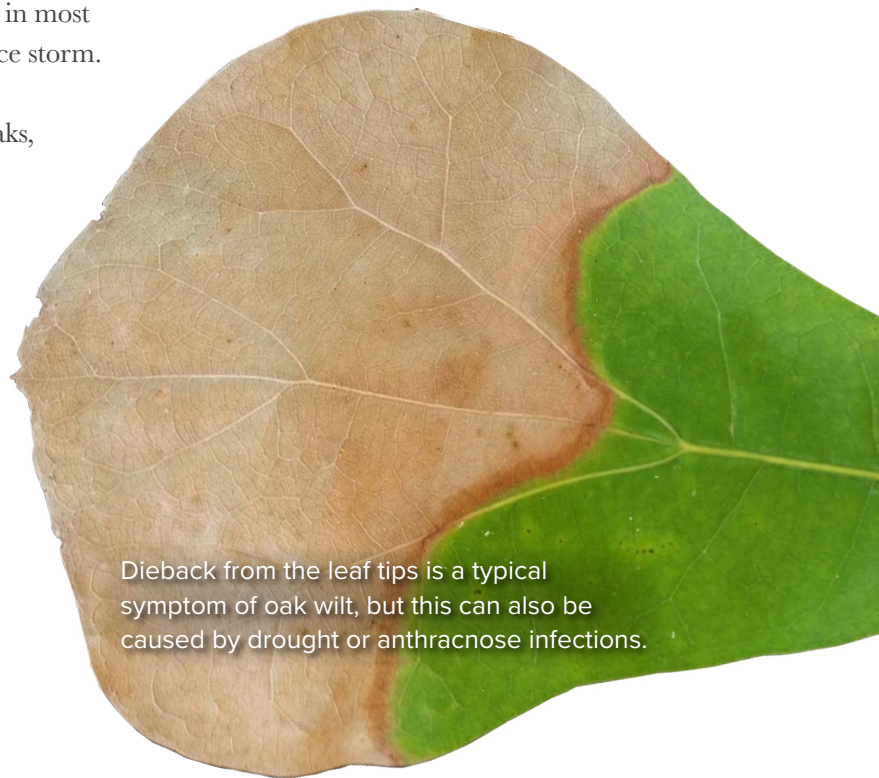 in most
ce storm.
aks,
Dieback from the leaf tips is a typical
symptom of oak wilt, but this can also be
caused by drought or anthracnose infections.